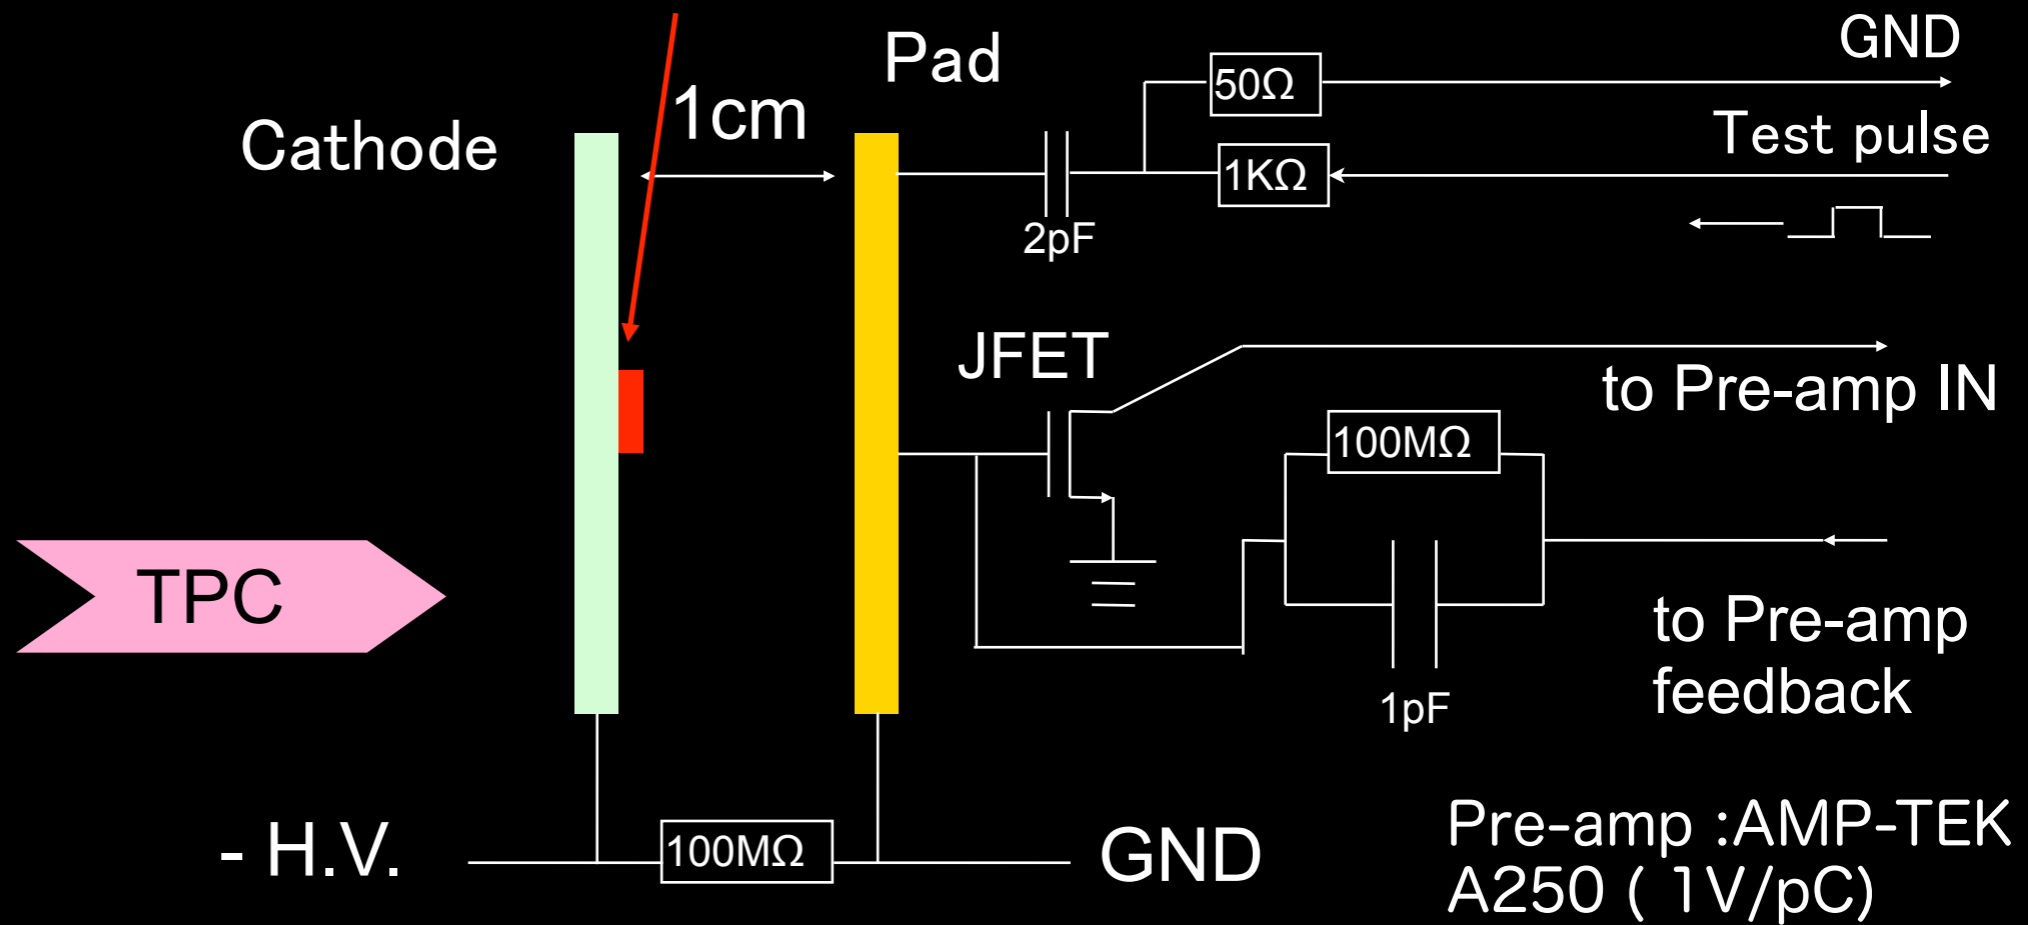 GND
Pad
50Ω
1cm
Cathode
Test pulse
1KΩ
2pF
JFET
to Pre-amp IN
100MΩ
TPC
to Pre-amp
feedback
1pF
- H.V.
100MΩ
GND
Pre-amp :AMP-TEK
A250 ( 1V/pC)